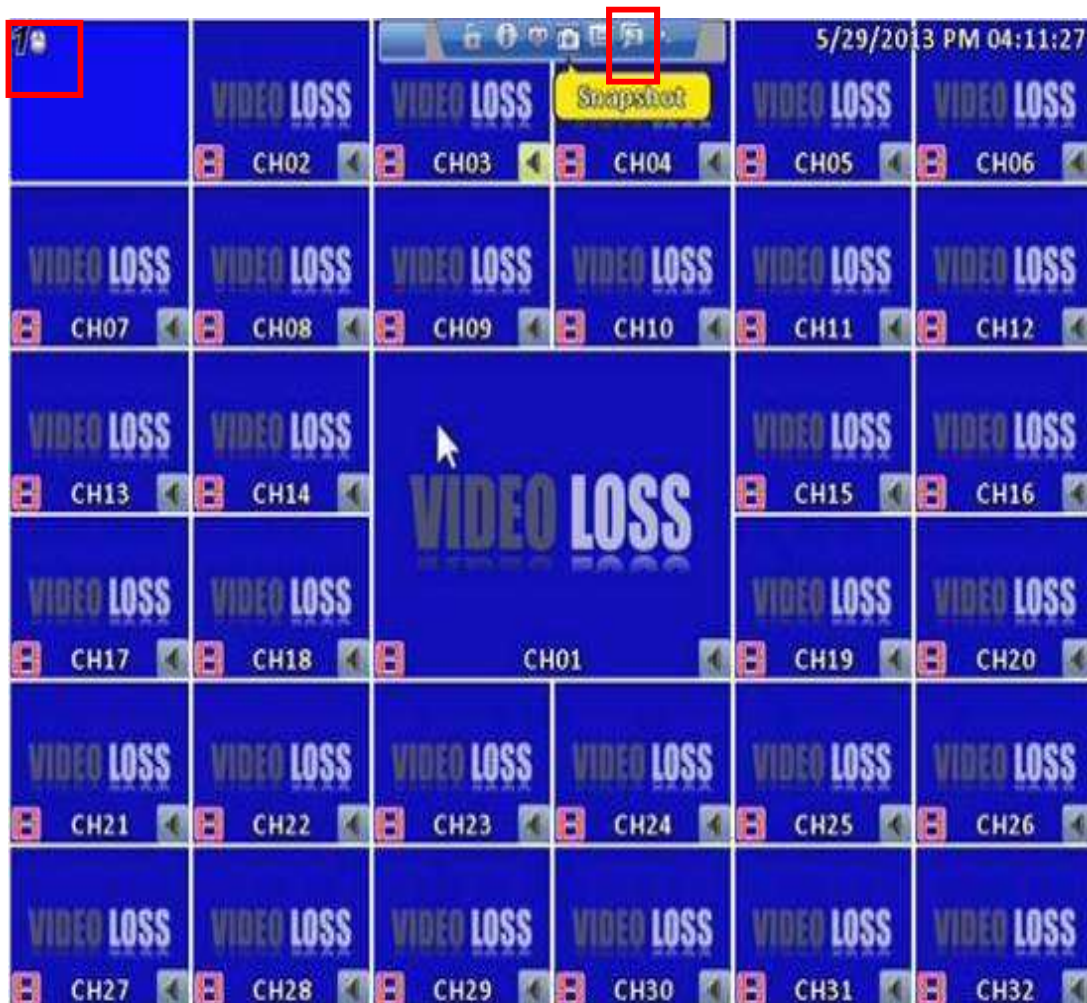 1
5/29/2013 PM 04:11:27
Snapshot
VIDEO LOSS VIDEO LOSS VIDEO LOSS VIDEO LOSS
CH02 CH03 CH04 CH05 CH06
VIDEO LOSS VIDEO LOSS VIDEO LOSS VIDEO LOSS VIDEO LOSS VIDEO LOSS
CH07 CH08 CH09 CH10 CH11 CH12
VIDEO LOSS VIDEO LOSS VIDEO LOSS VIDEO LOSS
CH13 CH14 CH15 CH16
VIDEO LOSS
VIDEO LOSS VIDEO LOSS VIDEO LOSS VIDEO LOSS
CH17 CH18 CH01 CH19 CH20
VIDEO LOSS VIDEO LOSS VIDEO LOSS VIDEO LOSS VIDEO LOSS VIDEO LOSS
CH21 CH22 CH23 CH24 CH25 CH26
VIDEO LOSS VIDEO LOSS VIDEO LOSS VIDEO LOSS VIDEO LOSS VIDEO LOSS
CH27 CH28 CH29 CH30 CH31 CH32